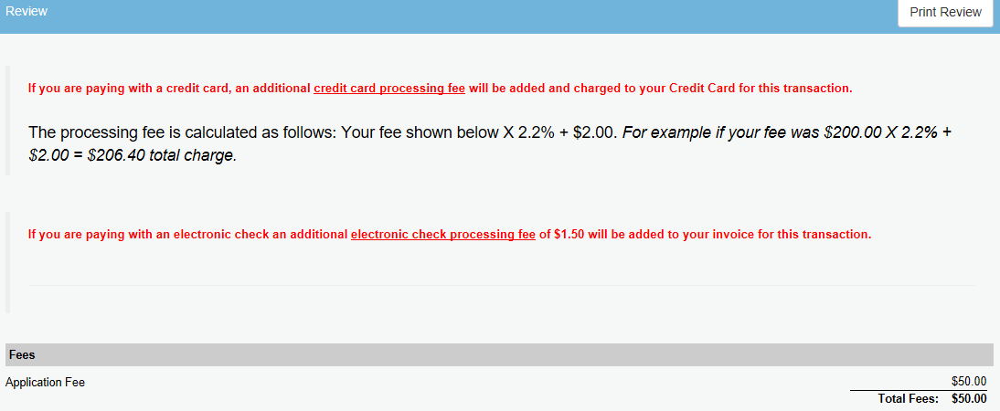 Review
Print Review
If you are paying with a credit card, an additional credit card processing fee will be added and charged to your Credit Card for this transaction.
The processing fee is calculated as follows: Your fee shown below X 2.2% + $2.00. For example if your fee was $200.00 X 2.2% +
$2.00 = $206.40 total charge.
If you are paying with an electronic check an additional electronic check processing fee of $1.50 will be added to your invoice for this transaction.
Fees
Application Fee $50.00
Total Fees: $50.00